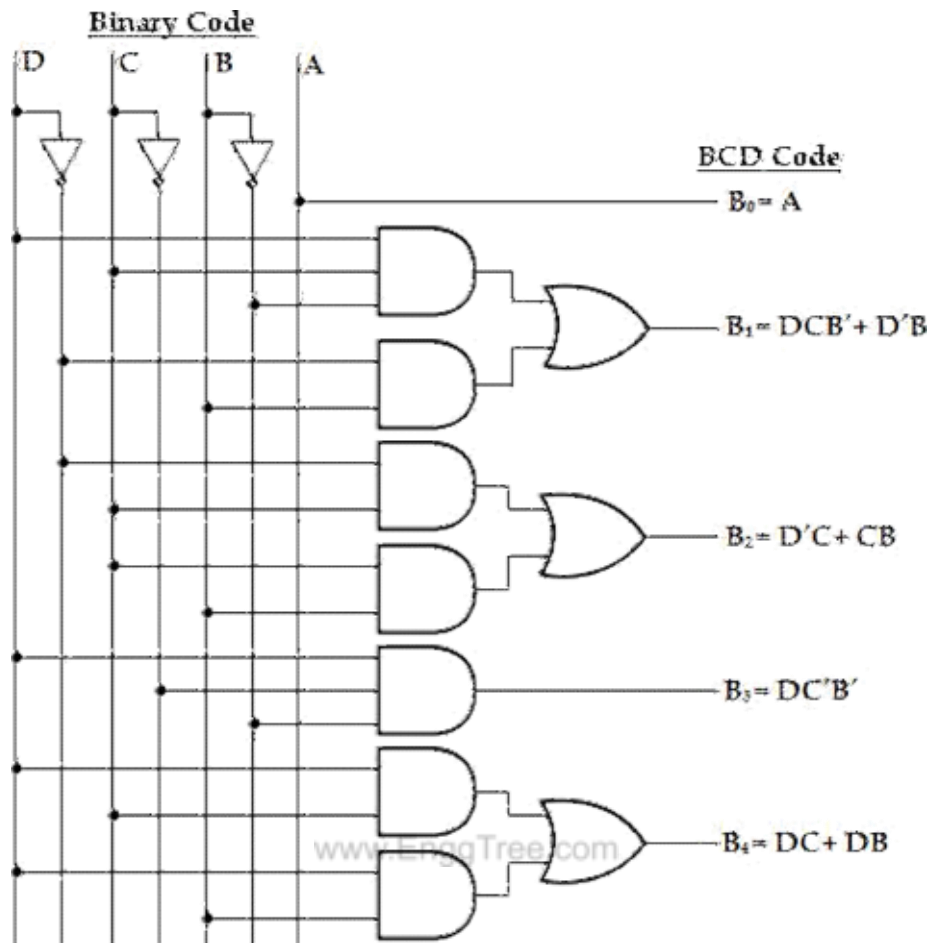 Binary Code
D C B A
BCD Code
B₀ = A
B₁ = DCB′ + D′B
B₂ = D′C + CB
B₃ = DC′B′
B₄ = DC + DB
www.EnggTree.com